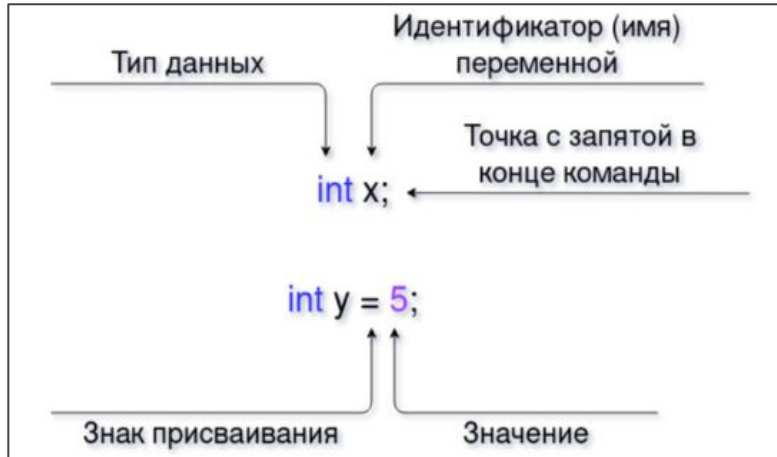 Идентификатор (имя)
переменной
Тип данных
Точка с запятой в
конце команды
int x;
int y = 5;
Знак присваивания
Значение